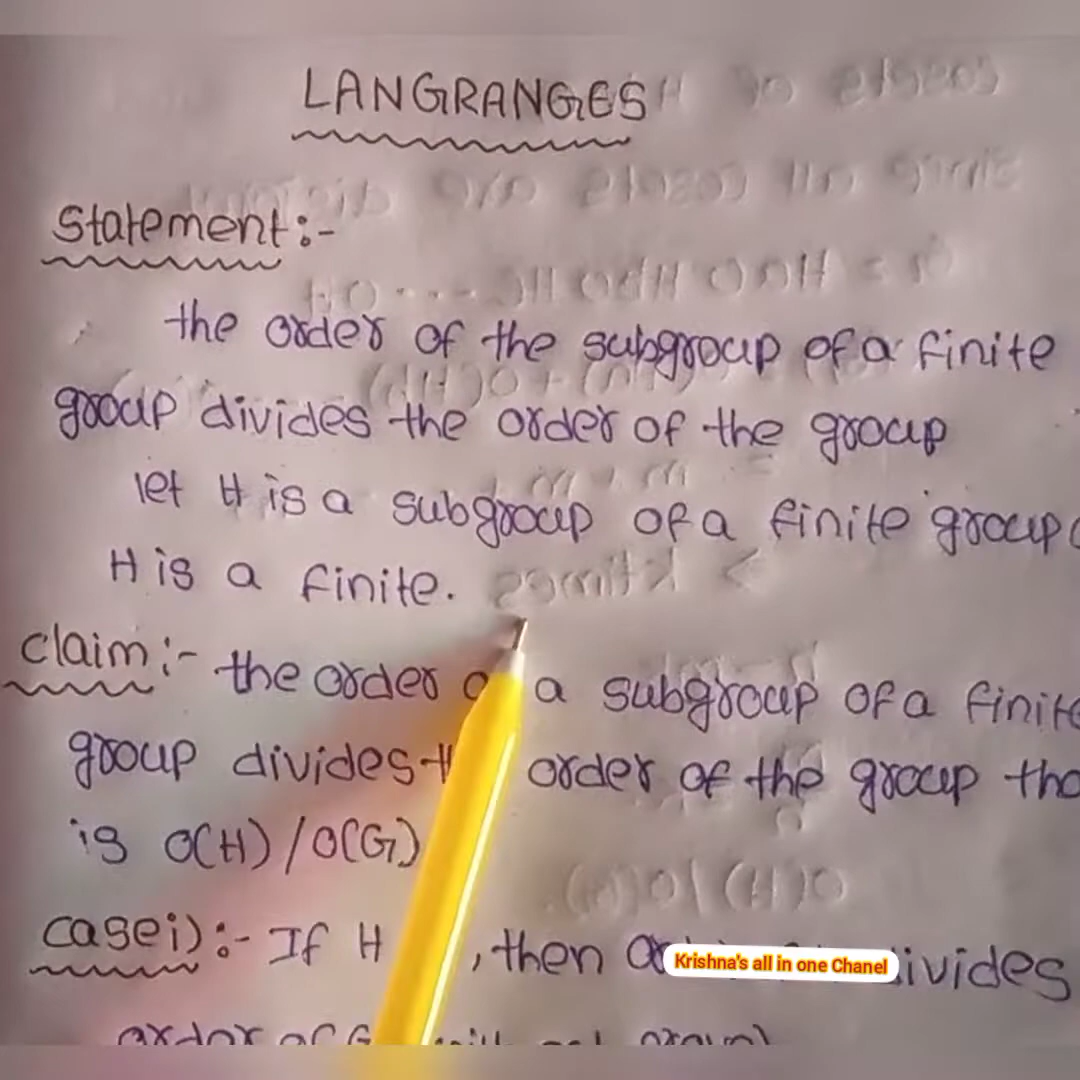 LANGRANGES
Statement:-
the order of the subgroup of a finite
group divides the order of the group
let H is a subgroup of a finite group
H is a finite.
claim:- the order a subgroup of a finite
group divides order of the group
is O(H)/O(G)
case i):- If H , then divides
Krishna's all in one Chanel